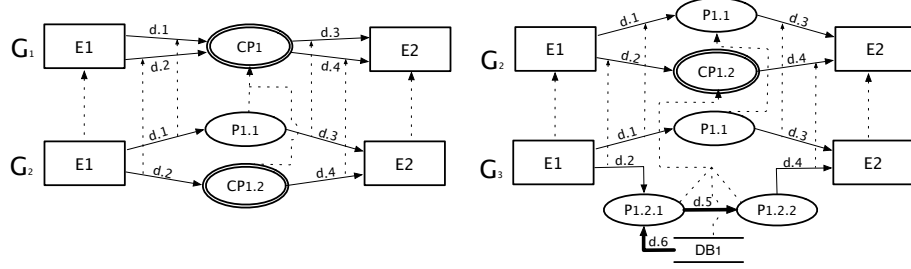 G1 E1 d.1 d.2 CP1 d.3 d.4 E2
G2 E1 d.1 d.2 P1.1 CP1.2 d.3 d.4 E2
G2 E1 d.1 d.2 P1.1 CP1.2 d.3 d.4 E2
G3 E1 d.1 d.2 P1.1 d.3 d.4 E2
P1.2.1 d.5 P1.2.2
d.6 DB1